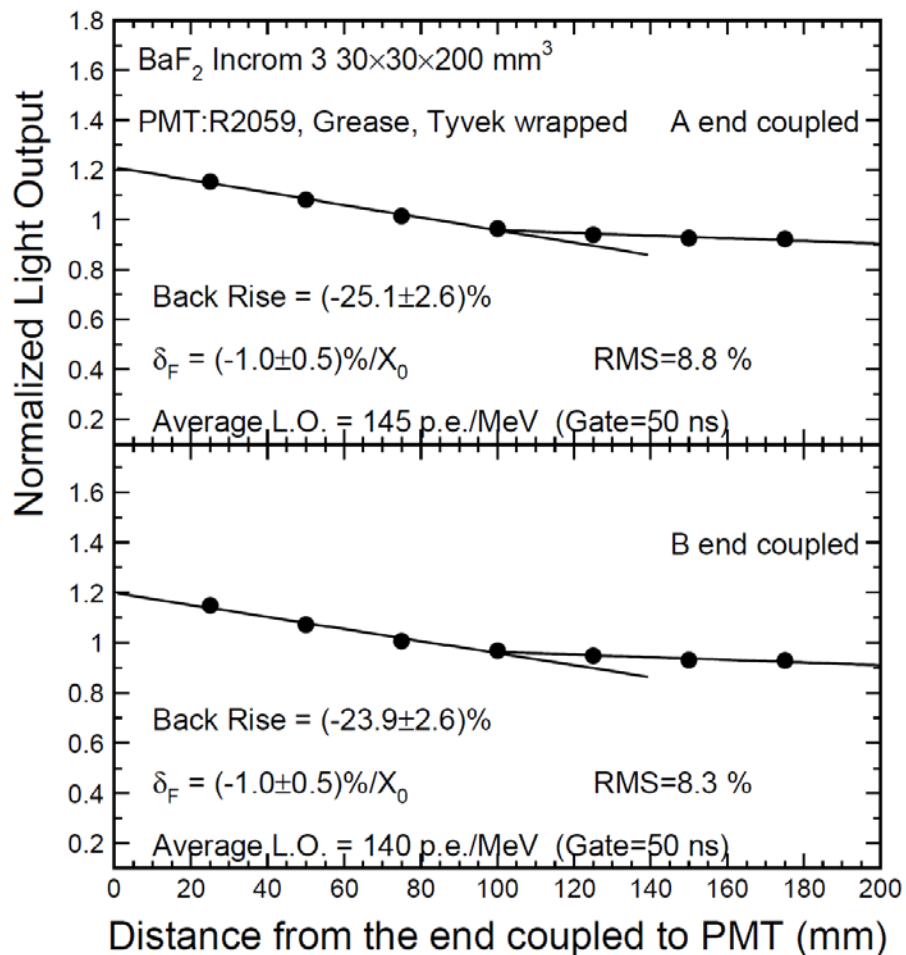 Normalized Light Output
1.8
1.6
1.4
1.2
1
0.8
0.6
0.4
0.2
BaF₂ Incrom 3 30×30×200 mm³
PMT:R2059, Grease, Tyvek wrapped A end coupled
Back Rise = (-25.1±2.6)%
δ_F = (-1.0±0.5)%/X₀ RMS=8.8 %
Average L.O. = 145 p.e./MeV (Gate=50 ns)
1.6
1.4
1.2
1
0.8
0.6
0.4
0.2
B end coupled
Back Rise = (-23.9±2.6)%
δ_F = (-1.0±0.5)%/X₀ RMS=8.3 %
Average L.O. = 140 p.e./MeV (Gate=50 ns)
0 20 40 60 80 100 120 140 160 180 200
Distance from the end coupled to PMT (mm)